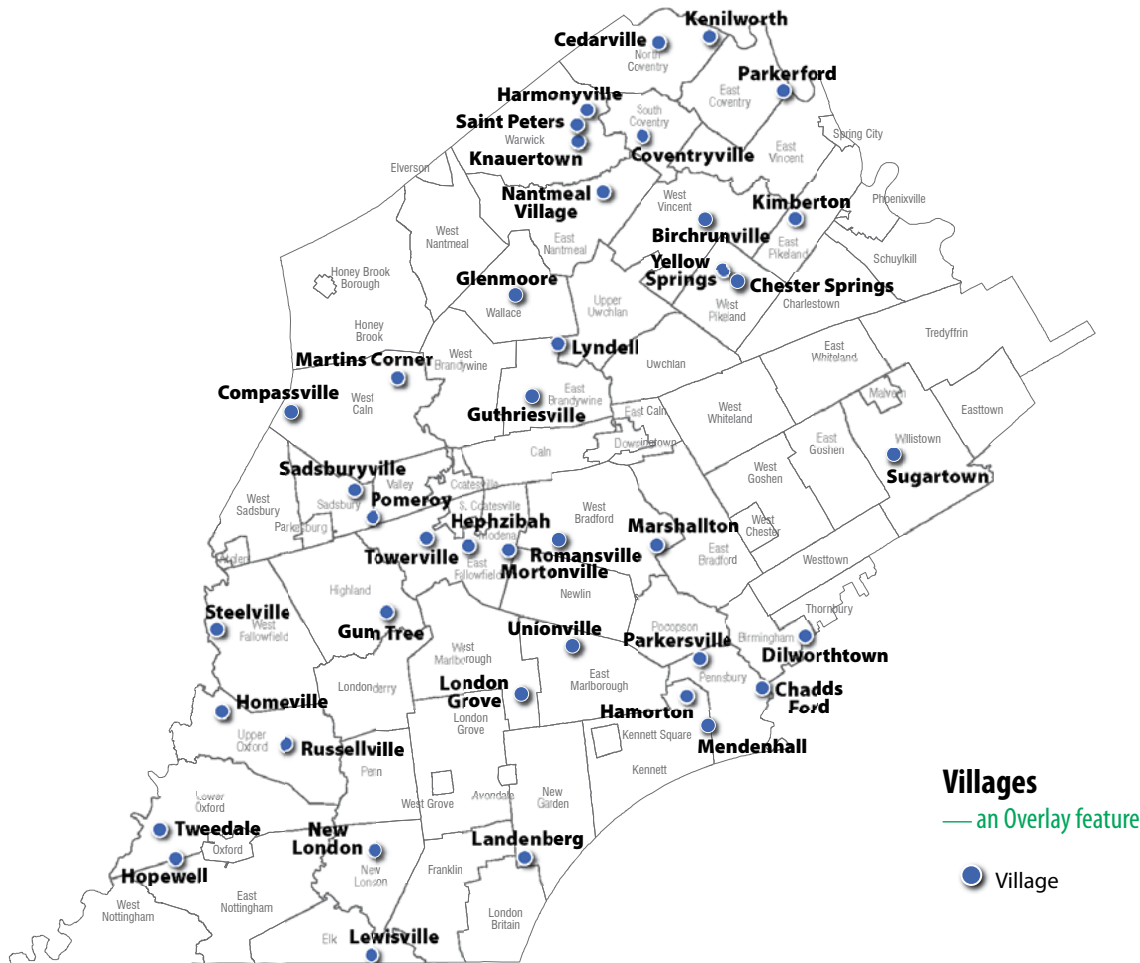 Kenilworth
Cedarville
North
Coventry
Parkerford
East
Coventry
Harmonyville
Saint Peters
South
Coventry
Warwick
Knauertown
Coventryville
Spring City
East
Vincent
Elverson
Nantmeal
Village
West
Vincent
Kimberton
Phoenixville
West
Nantmeal
East
Nantmeal
Birchrunville
East
Pikeland
Yellow
Springs
Schuylkill
Honey Brook
Borough
Glenmoore
Chester Springs
Wallace
Upper
Uwchlan
West
Pikeland
Charlestown
Honey
Brook
Lyndell
East
Whiteland
Tredyffrin
Martins Corner
West
Brandywine
Uwchlan
Compassville
West
Caln
East
Brandywine
Malvern
Guthriesville
East Caln
West
Whiteland
Easttown
Caln
Downingtown
East
Goshen
Willistown
Sugartown
Sadsburyville
Valley
Coatesville
West
Goshen
West
Sadsbury
Sadsbury
Pomeroy
S. Coatesville
West
Bradford
Parkesburg
Hephzibah
Modena
Marshallton
West
Chester
Towerville
East
Fallowfield
Romansville
Mortonville
East
Bradford
Westtown
Atglen
Highland
Newlin
Thornbury
Steelville
West
Fallowfield
Gum Tree
Unionville
Pocopson
Parkersville
Birmingham
Dilworthtown
West
Marlborough
Londonderry
London
Grove
East
Marlborough
Pennsbury
Chadds
Ford
Homeville
Hamorton
London
Grove
Upper
Oxford
Russellville
Kennett Square
Mendenhall
Penn
Kennett
West Grove
Avondale
New
Garden
Lower
Oxford
Tweedale
New
London
Landenberg
Oxford
Hopewell
New
London
Franklin
West
Nottingham
East
Nottingham
London
Britain
Elk
Lewisville
Villages
— an Overlay feature
Village